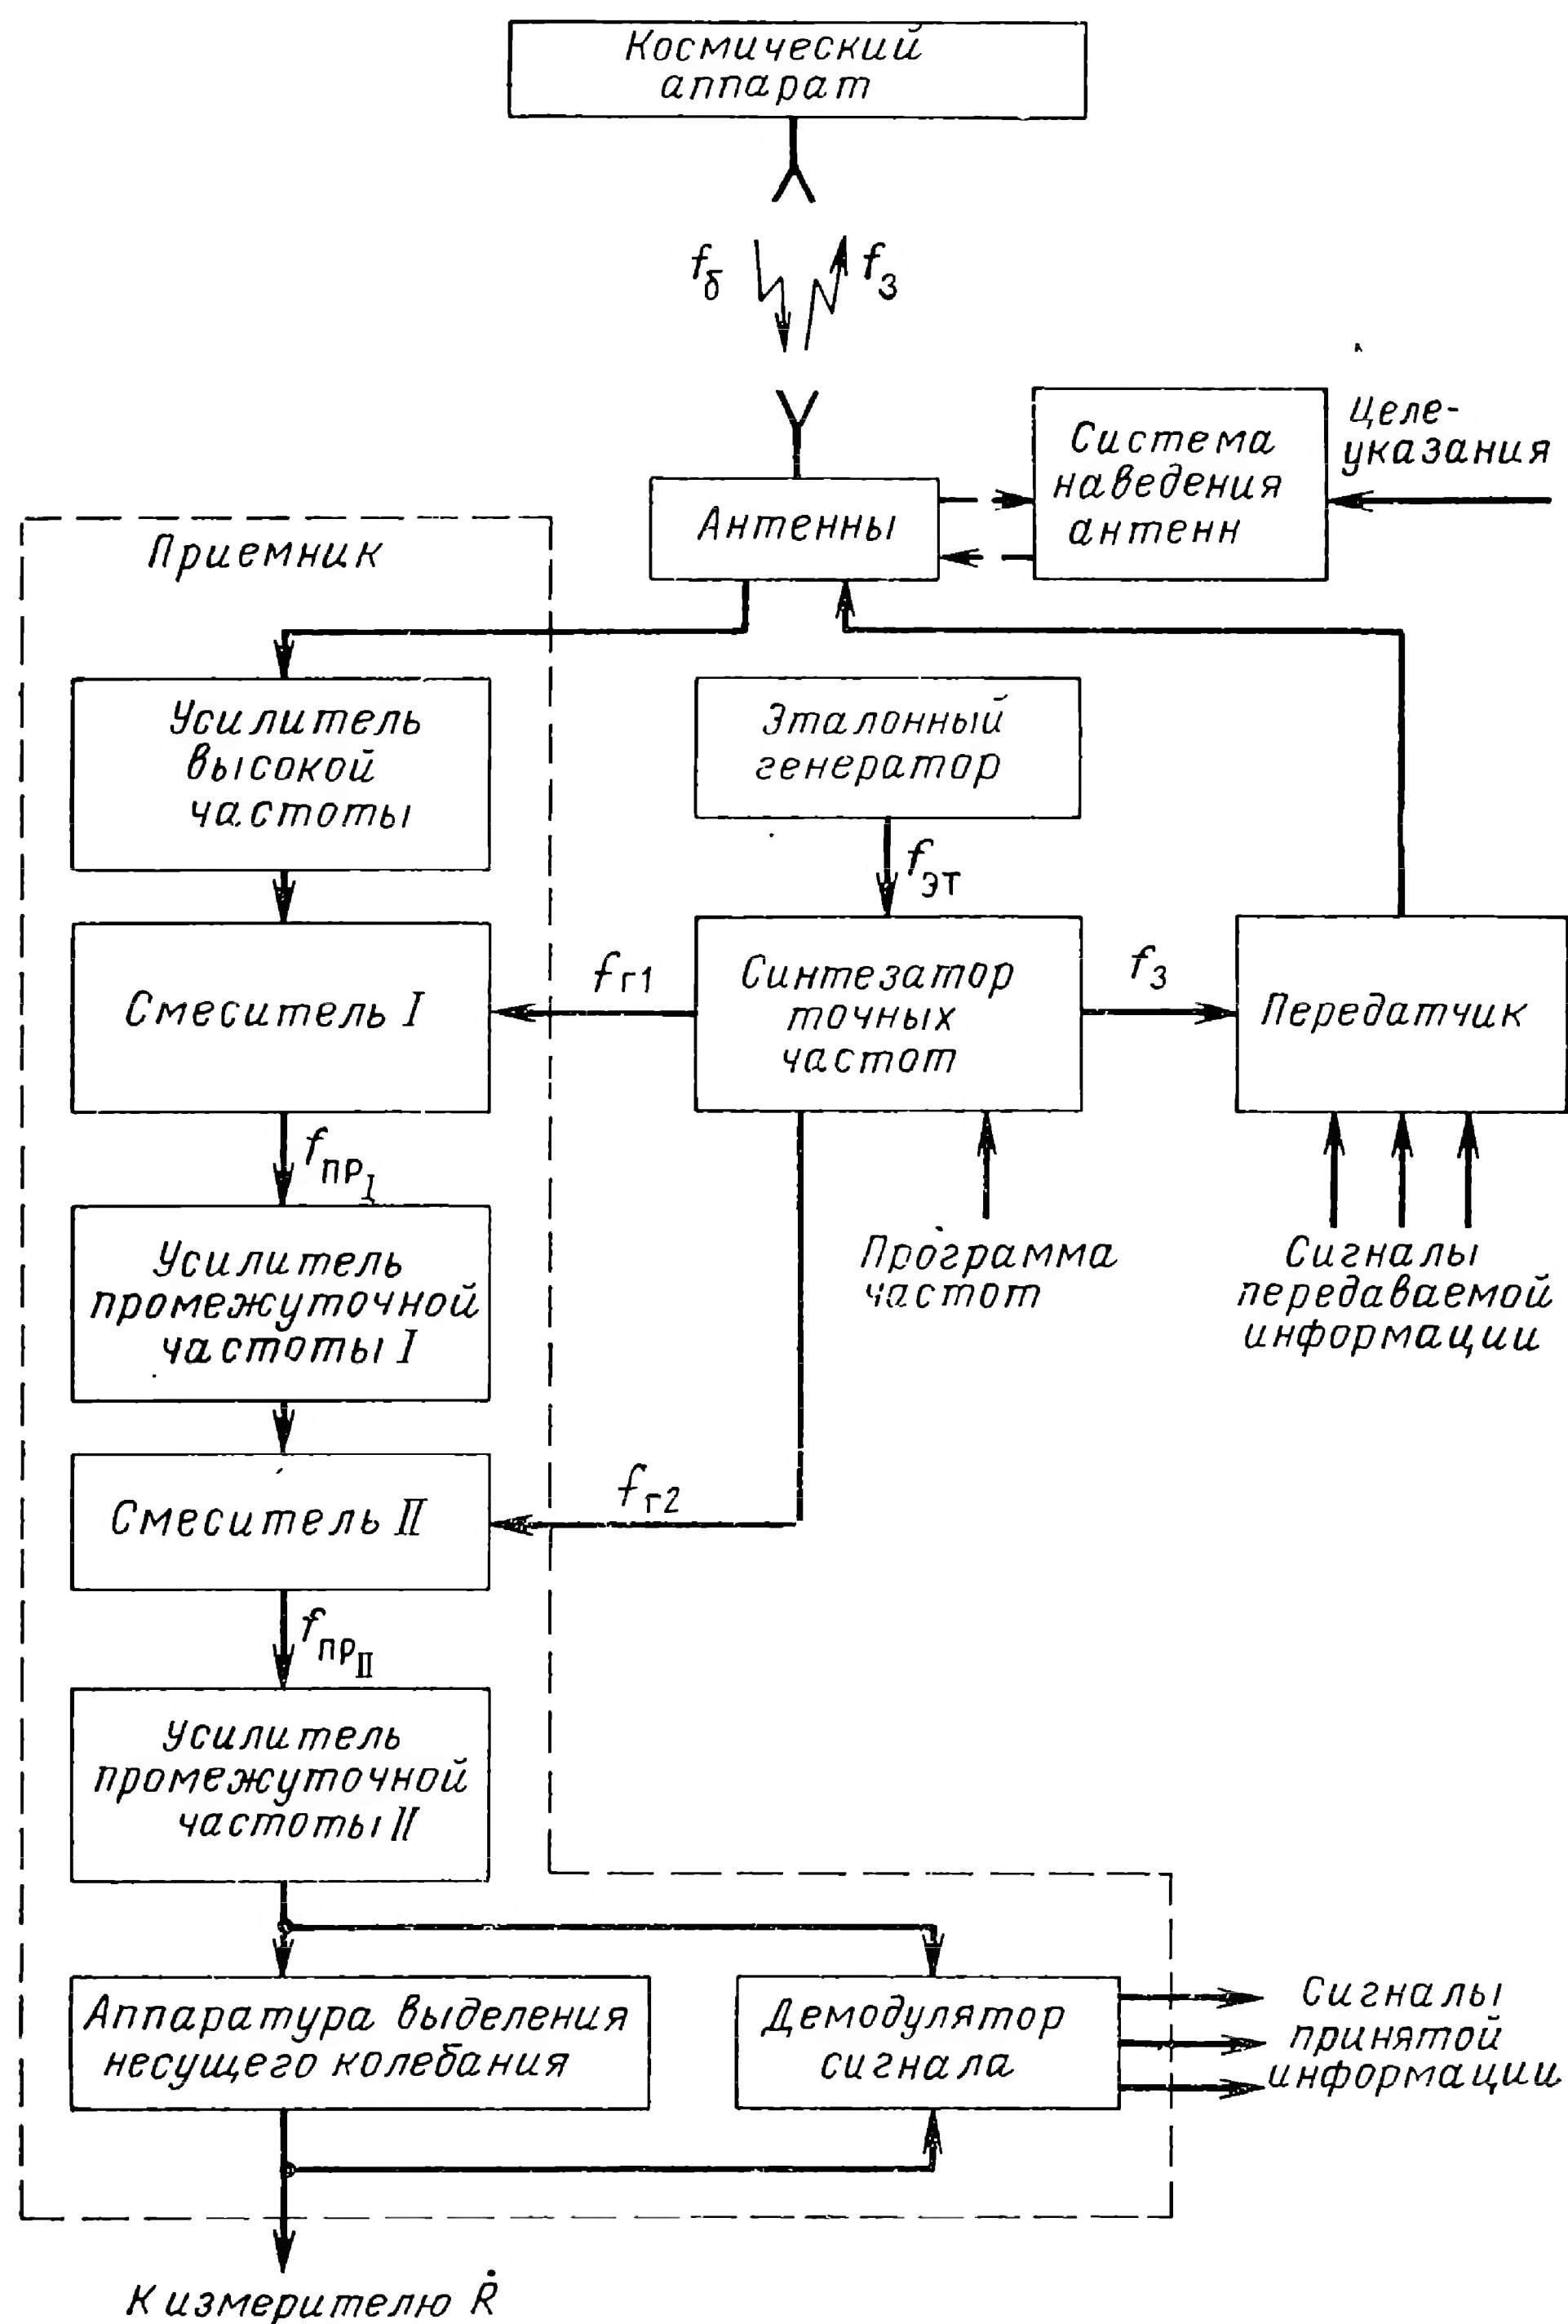 Космический
аппарат
fб
fз
Целе-
указания
Система
наведения
антенн
Антенны
Приемник
Усилитель
высокой
частоты
Эталонный
генератор
fэт
Смеситель I
fг1
Синтезатор
точных
частот
fз
Передатчик
fпрI
Усилитель
промежуточной
частоты I
Программа
частот
Сигналы
передаваемой
информации
Смеситель II
fг2
fпрII
Усилитель
промежуточной
частоты II
Аппаратура выделения
несущего колебания
Демодулятор
сигнала
Сигналы
принятой
информации
К измерителю Ṙ